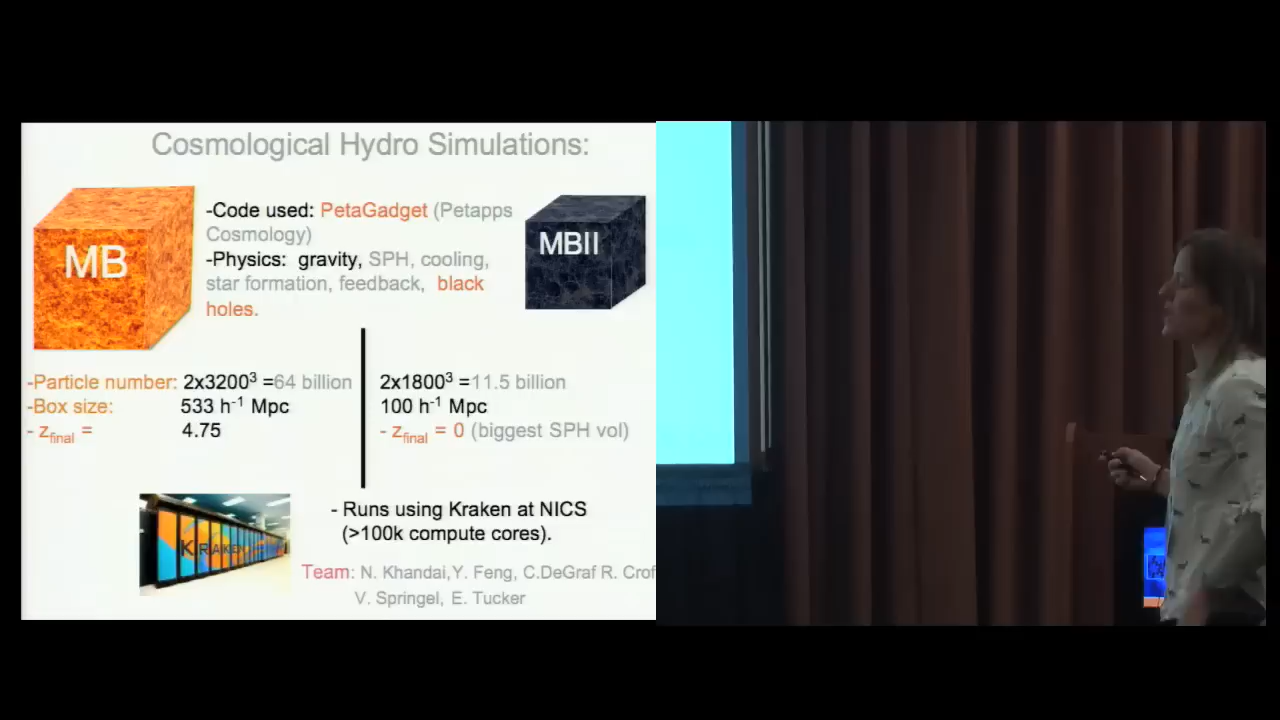 Cosmological Hydro Simulations:
MB
-Code used: PetaGadget (Petapps
Cosmology)
-Physics: gravity, SPH, cooling,
star formation, feedback, black
holes.
MBII
-Particle number: 2x3200³ =64 billion
-Box size: 533 h⁻¹ Mpc
- z_final = 4.75
2x1800³ =11.5 billion
100 h⁻¹ Mpc
- z_final = 0 (biggest SPH vol)
KRAKEN
- Runs using Kraken at NICS
(>100k compute cores).
Team: N. Khandai,Y. Feng, C.DeGraf R. Crof
V. Springel, E. Tucker